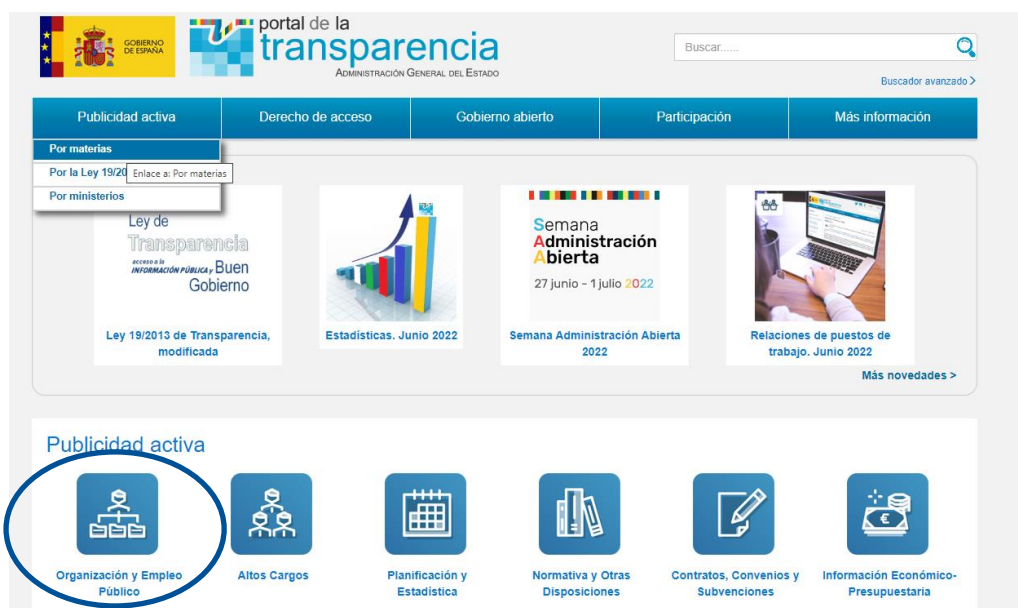 GOBIERNO
DE ESPAÑA
portal de la
transparencia
ADMINISTRACIÓN GENERAL DEL ESTADO
Buscar......
Buscador avanzado >
Publicidad activa
Derecho de acceso
Gobierno abierto
Participación
Más información
Por materias
Por la Ley 19/20
Enlace a: Por materias
Por ministerios
Ley de
Transparencia
acceso a la
INFORMACIÓN PÚBLICA y Buen
Gobierno
Semana
Administración
Abierta
27 junio - 1 julio 2022
Ley 19/2013 de Transparencia,
modificada
Estadísticas. Junio 2022
Semana Administración Abierta
2022
Relaciones de puestos de
trabajo. Junio 2022
Más novedades >
Publicidad activa
Organización y Empleo
Público
Altos Cargos
Planificación y
Estadística
Normativa y Otras
Disposiciones
Contratos, Convenios y
Subvenciones
Información Económico-
Presupuestaria